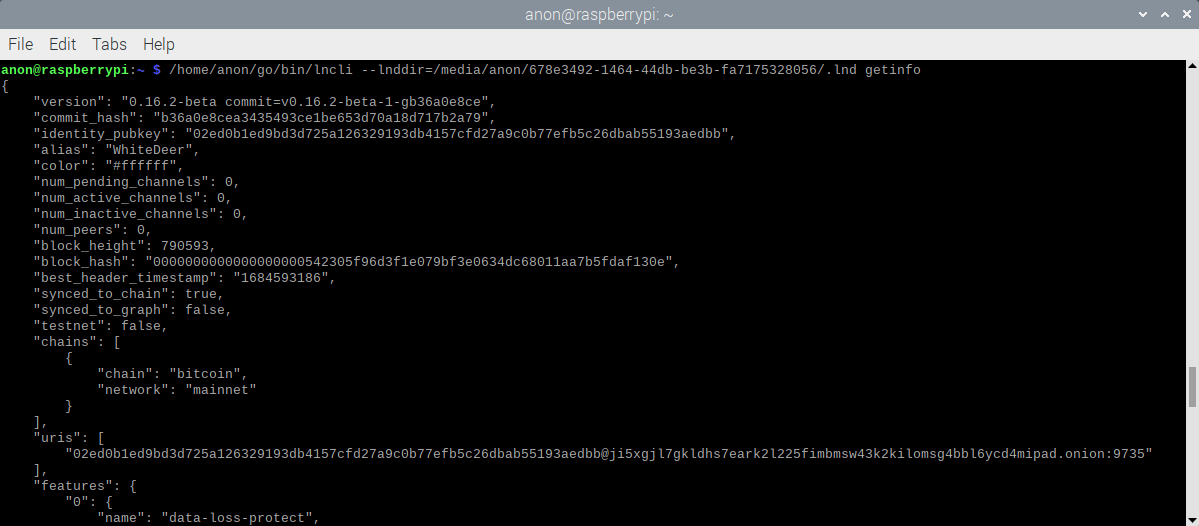 anon@raspberrypi: ~
File Edit Tabs Help
anon@raspberrypi:~ $ /home/anon/go/bin/lncli --lnddir=/media/anon/678e3492-1464-44db-be3b-fa7175328056/.lnd getinfo
{
    "version": "0.16.2-beta commit=v0.16.2-beta-1-gb36a0e8ce",
    "commit_hash": "b36a0e8cea3435493ce1be653d70a18d717b2a79",
    "identity_pubkey": "02ed0b1ed9bd3d725a126329193db4157cfd27a9c0b77efb5c26dbab55193aedbb",
    "alias": "WhiteDeer",
    "color": "#ffffff",
    "num_pending_channels": 0,
    "num_active_channels": 0,
    "num_inactive_channels": 0,
    "num_peers": 0,
    "block_height": 790593,
    "block_hash": "0000000000000000000542305f96d3f1e079bf3e0634dc68011aa7b5fdaf130e",
    "best_header_timestamp": "1684593186",
    "synced_to_chain": true,
    "synced_to_graph": false,
    "testnet": false,
    "chains": [
        {
            "chain": "bitcoin",
            "network": "mainnet"
        }
    ],
    "uris": [
        "02ed0b1ed9bd3d725a126329193db4157cfd27a9c0b77efb5c26dbab55193aedbb@ji5xgjl7gkldhs7eark2l225fimbmsw43k2kilomsg4bbl6ycd4mipad.onion:9735"
    ],
    "features": {
        "0": {
            "name": "data-loss-protect",